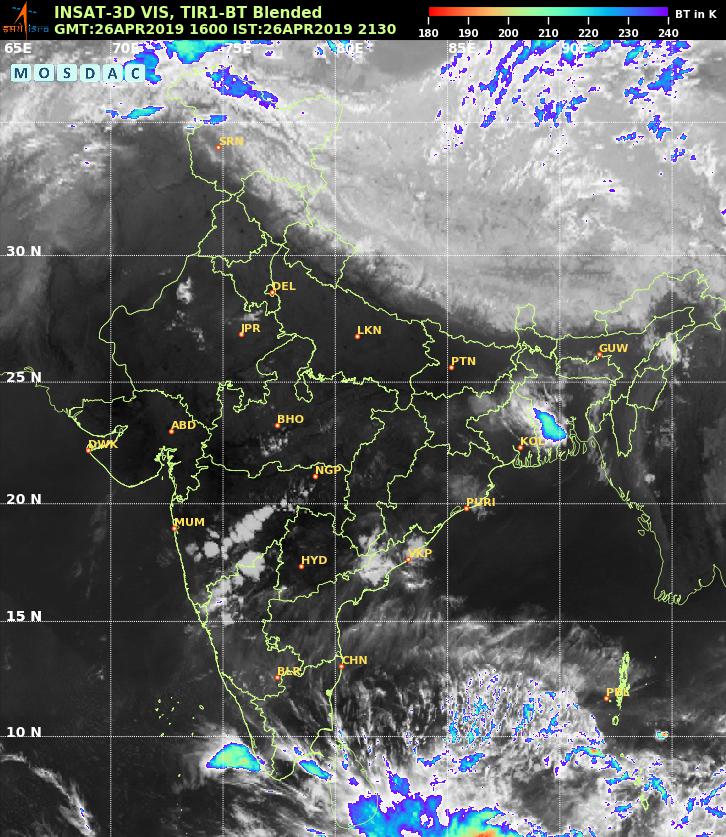 INSAT-3D VIS, TIR1-BT Blended
GMT:26APR2019 1600 IST:26APR2019 2130
BT in K
180 190 200 210 220 230 240
65E 70E 75E 80E 85E 90E
MOSDAC
SRN
30 N
DEL
JPR
LKN
GUW
PTN
25 N
ABD
BHO
DWK
KOL
NGP
20 N
PURI
MUM
VKP
HYD
15 N
CHN
BLR
PBL
10 N